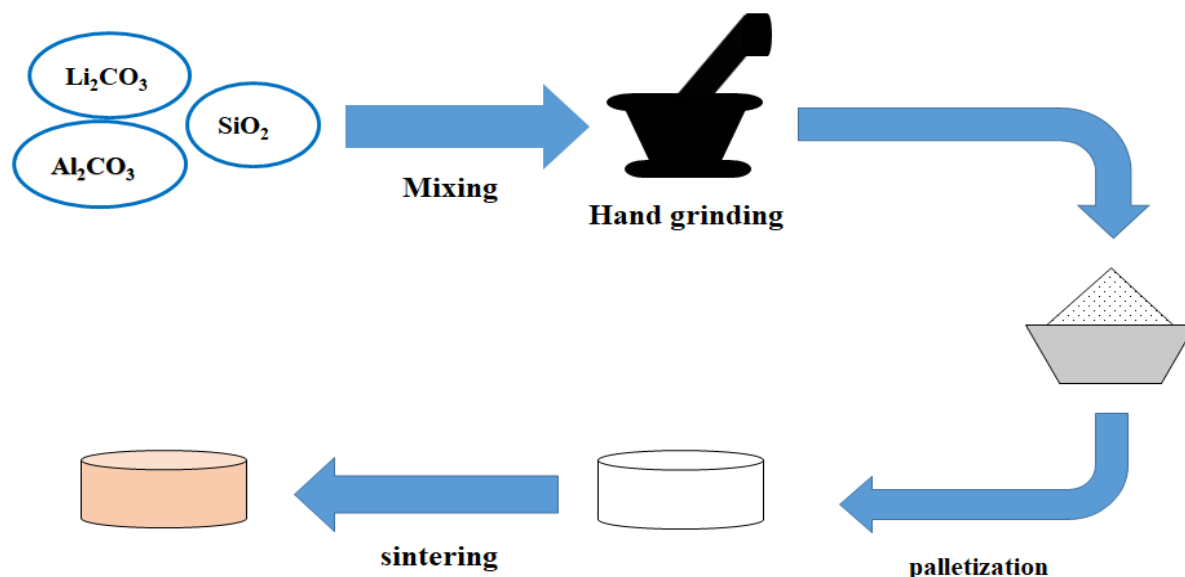 Li₂CO₃
SiO₂
Al₂CO₃
Mixing
Hand grinding
sintering
palletization